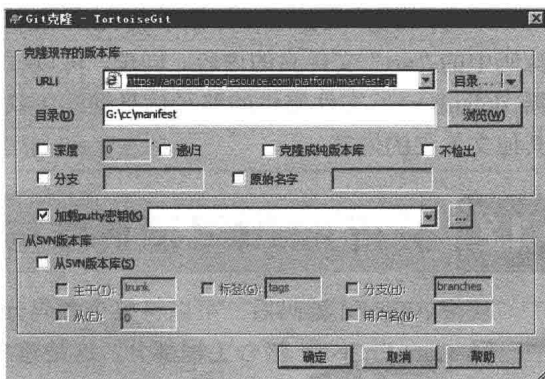 Git克隆 - TortoiseGit
克隆现存的版本库
URLl https://android.googlesource.com/platform/manifest.git 目录...
目录(D) G:\cc\manifest 浏览(W)
深度 0 递归 克隆成纯版本库 不检出
分支 原始名字
加载putty密钥(K) ...
从SVN版本库
从SVN版本库(S)
主干(T): trunk 标签(G): tags 分支(H): branches
从(F): 0 用户名(N):
确定 取消 帮助